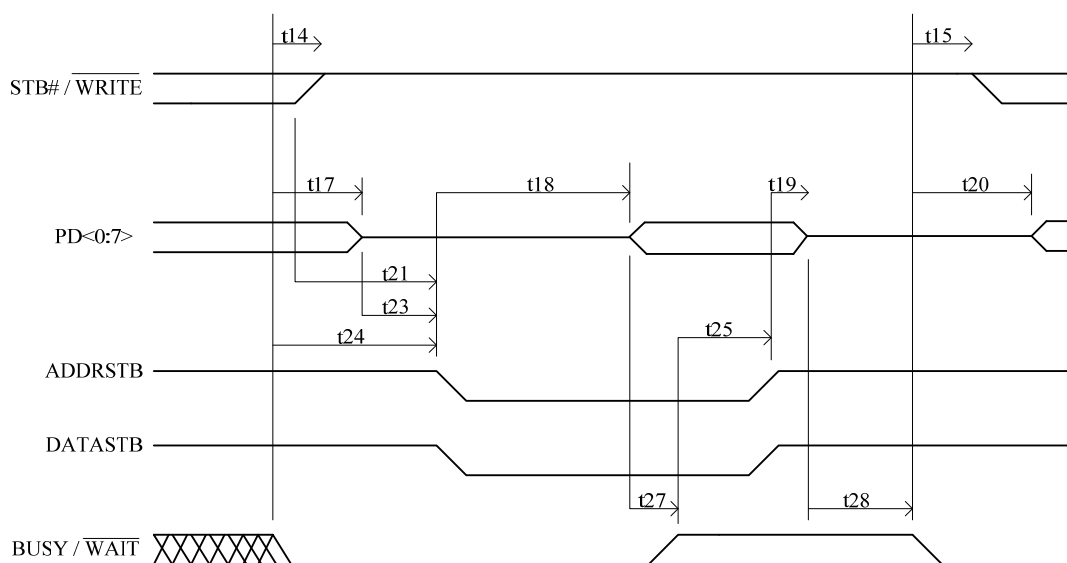 t14
t15
STB# / WRITE
t17
t18
t19
t20
PD<0:7>
t21
t23
t25
t24
ADDRSTB
DATASTB
t27
t28
BUSY / WAIT